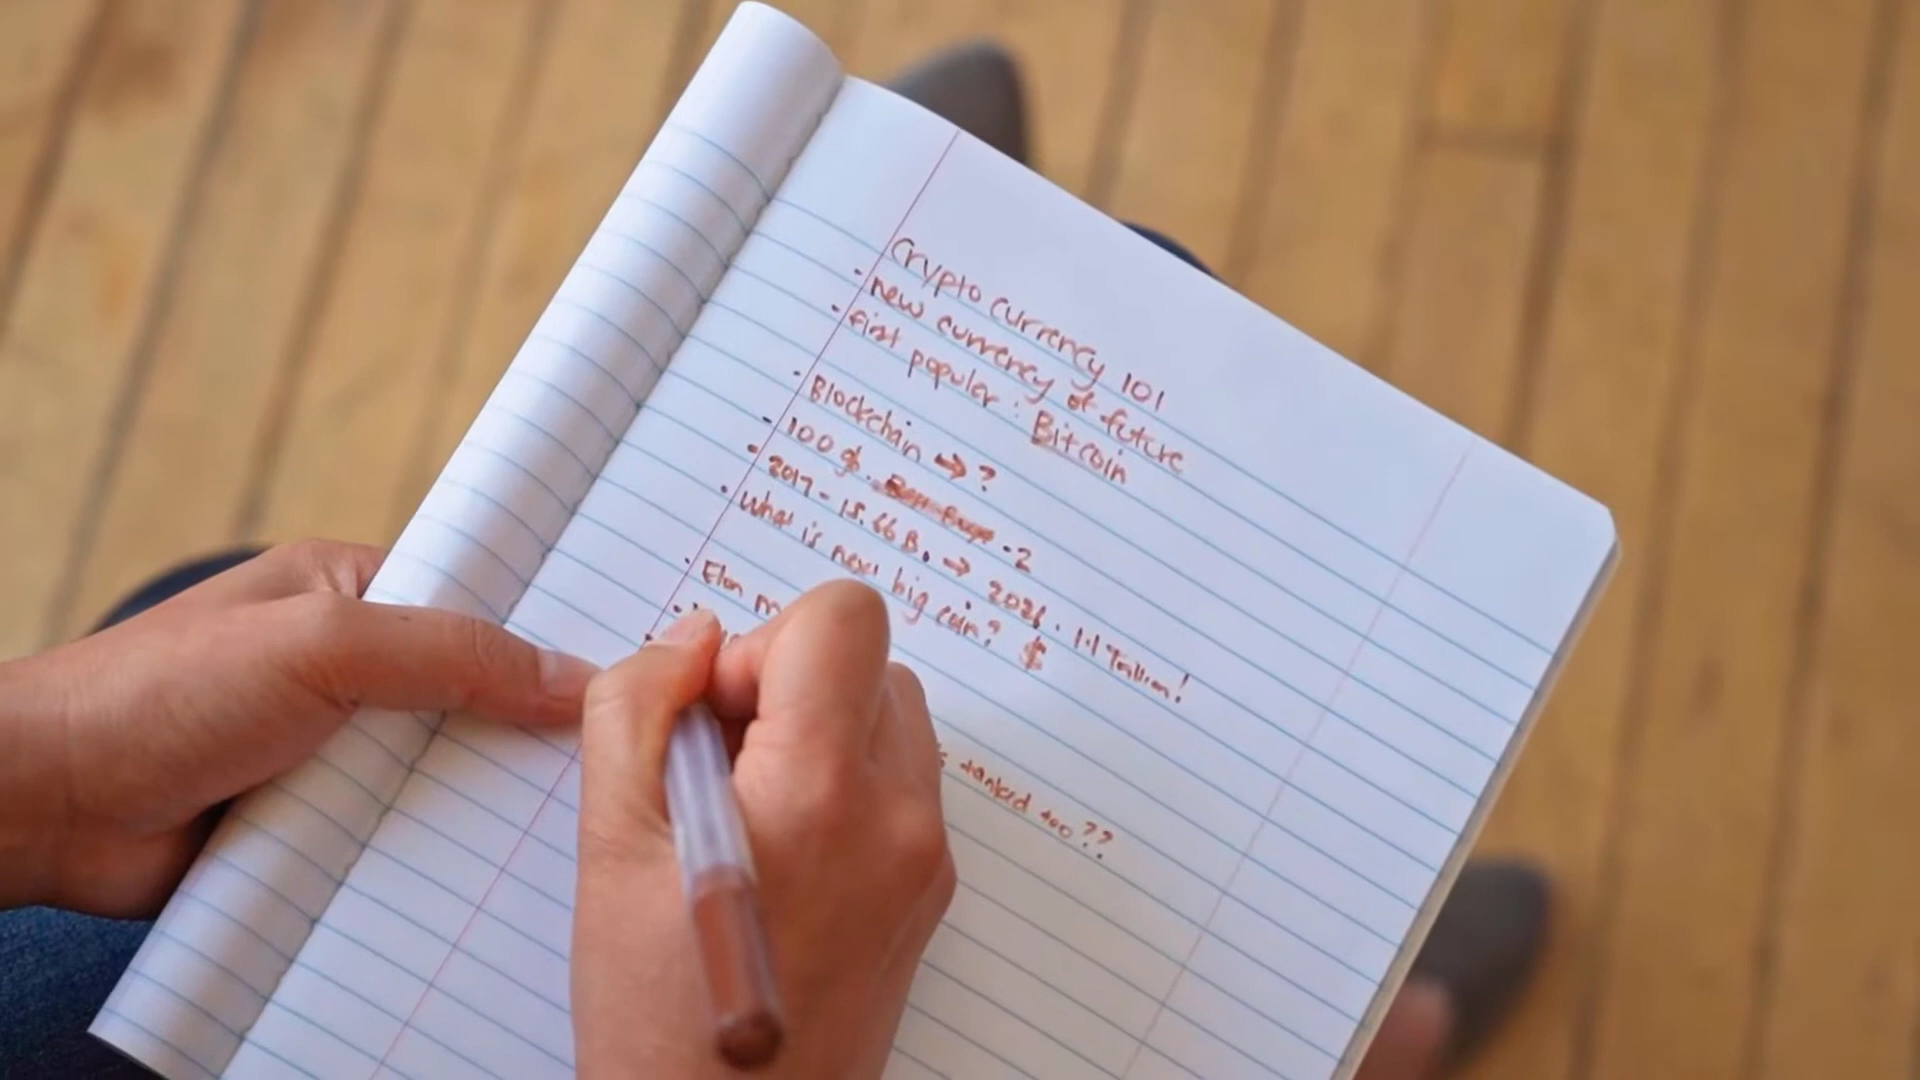 Crypto currency 101
• new currency of future
• first popular : Bitcoin
• Blockchain → ?
• 100 %. - 2
• 2017 - 15.66 B. → 2021. 1.1 Trillion!
• What is next big coin? $
• Elon
tanked too??